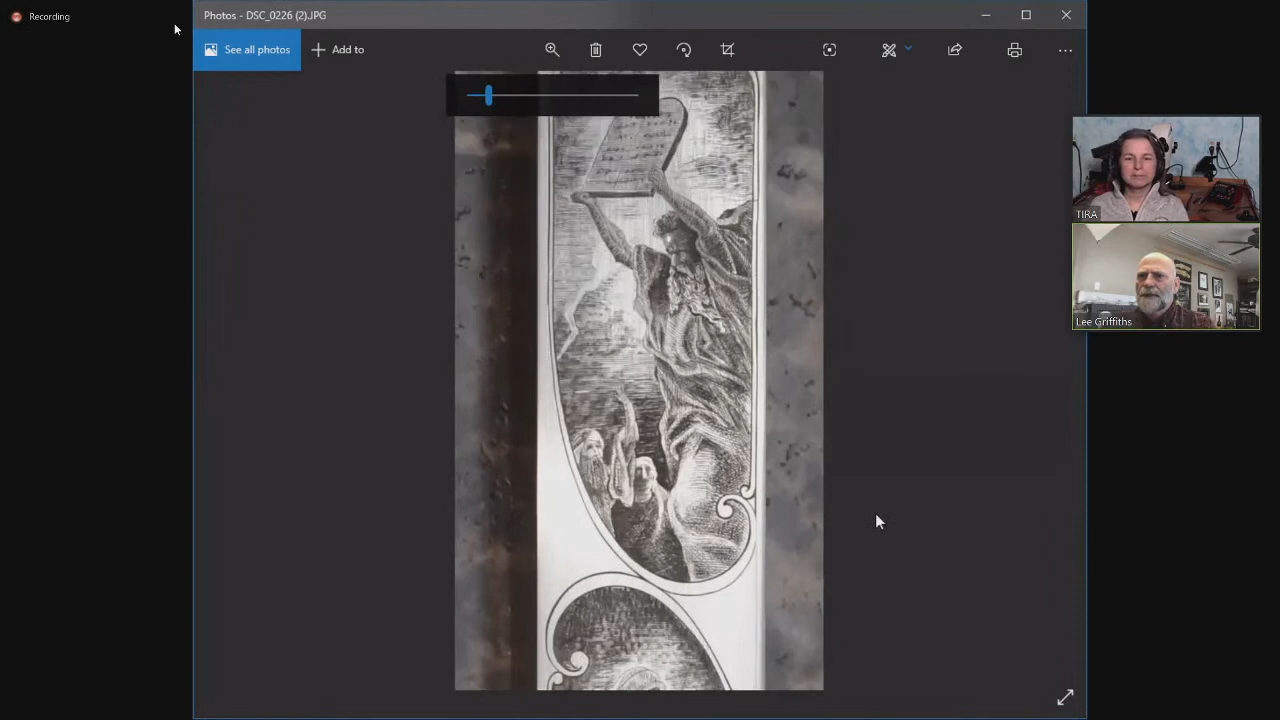 Recording
Photos - DSC_0226 (2).JPG
See all photos
Add to
TIRA
Lee Griffiths